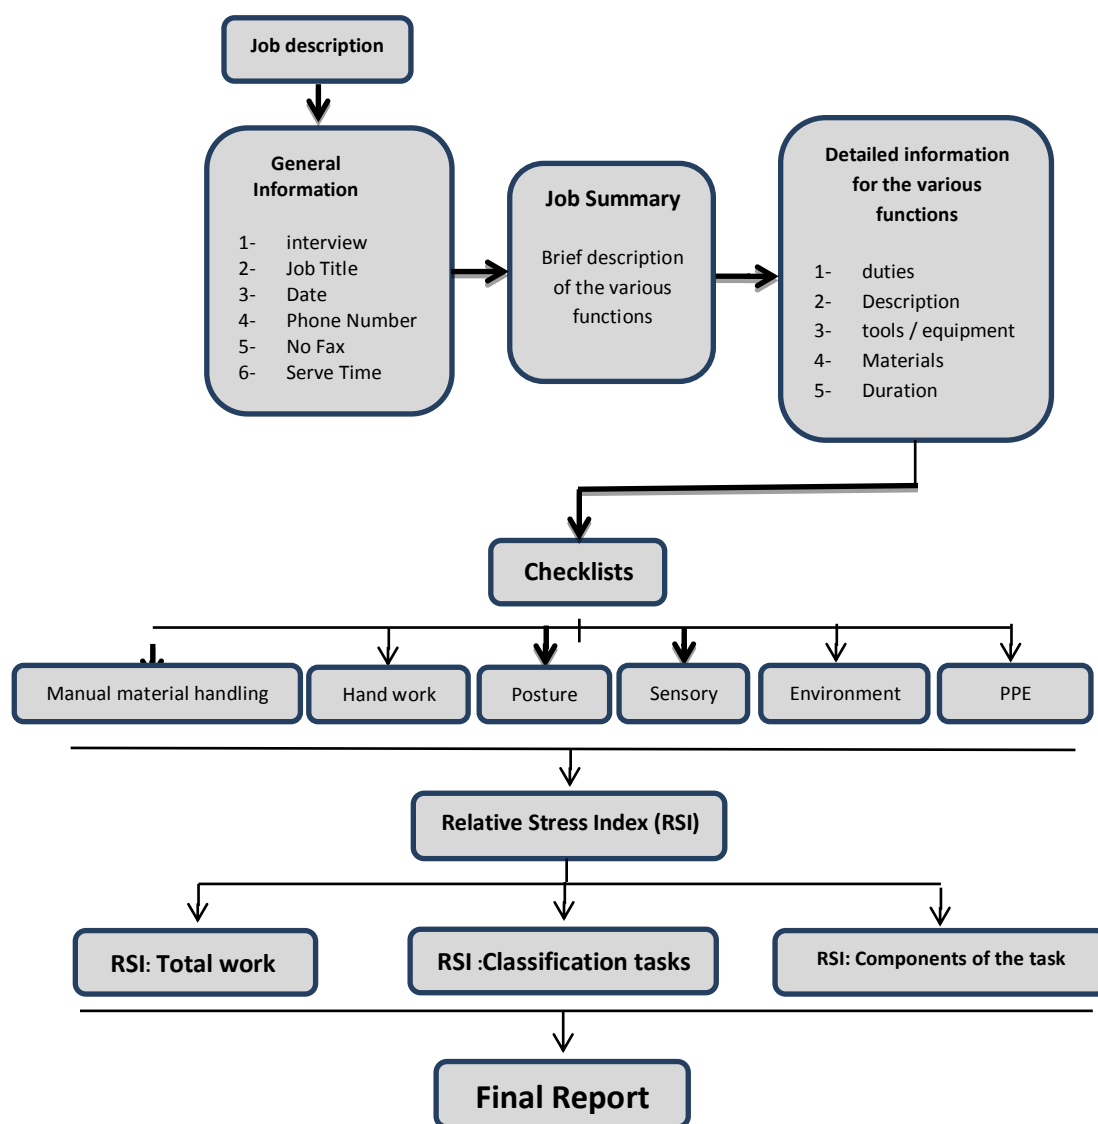 Job description
General
Information
1- interview
2- Job Title
3- Date
4- Phone Number
5- No Fax
6- Serve Time
Job Summary
Brief description
of the various
functions
Detailed information
for the various
functions
1- duties
2- Description
3- tools / equipment
4- Materials
5- Duration
Checklists
Manual material handling
Hand work
Posture
Sensory
Environment
PPE
Relative Stress Index (RSI)
RSI: Total work
RSI :Classification tasks
RSI: Components of the task
Final Report